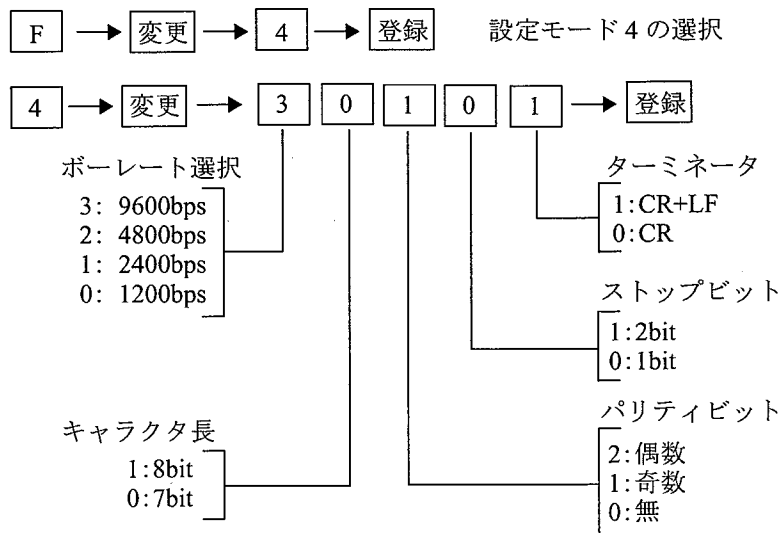 F → 変更 → 4 → 登録 設定モード4の選択
4 → 変更 → 3 0 1 0 1 → 登録
ボーレート選択
3: 9600bps
2: 4800bps
1: 2400bps
0: 1200bps
ターミネータ
1:CR+LF
0:CR
ストップビット
1:2bit
0:1bit
キャラクタ長
1:8bit
0:7bit
パリティビット
2:偶数
1:奇数
0:無